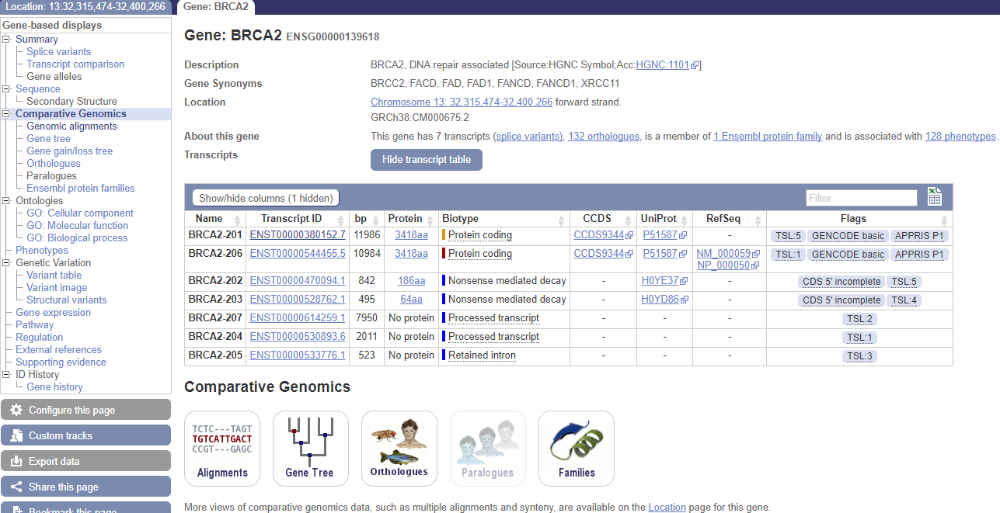 Location: 13:32,315,474-32,400,266
Gene: BRCA2
Gene-based displays
Summary
Splice variants
Transcript comparison
Gene alleles
Sequence
Secondary Structure
Comparative Genomics
Genomic alignments
Gene tree
Gene gain/loss tree
Orthologues
Paralogues
Ensembl protein families
Ontologies
GO: Cellular component
GO: Molecular function
GO: Biological process
Phenotypes
Genetic Variation
Variant table
Variant image
Structural variants
Gene expression
Pathway
Regulation
External references
Supporting evidence
ID History
Gene history
Configure this page
Custom tracks
Export data
Share this page
Bookmark this page
Gene: BRCA2 ENSG00000139618
Description BRCA2, DNA repair associated [Source:HGNC Symbol;Acc:HGNC:1101]
Gene Synonyms BRCC2, FACD, FAD, FAD1, FANCD, FANCD1, XRCC11
Location Chromosome 13: 32,315,474-32,400,266 forward strand.
GRCh38:CM000675.2
About this gene This gene has 7 transcripts (splice variants), 132 orthologues, is a member of 1 Ensembl protein family and is associated with 128 phenotypes.
Transcripts Hide transcript table
Show/hide columns (1 hidden) Filter
Name Transcript ID bp Protein Biotype CCDS UniProt RefSeq Flags
BRCA2-201 ENST00000380152.7 11986 3418aa Protein coding CCDS9344 P51587 - TSL:5 GENCODE basic APPRIS P1
BRCA2-206 ENST00000544455.5 10984 3418aa Protein coding CCDS9344 P51587 NM_000059 TSL:1 GENCODE basic APPRIS P1
NP_000050
BRCA2-202 ENST00000470094.1 842 186aa Nonsense mediated decay - H0YE37 - CDS 5' incomplete TSL:5
BRCA2-203 ENST00000528762.1 495 64aa Nonsense mediated decay - H0YD86 - CDS 5' incomplete TSL:4
BRCA2-207 ENST00000614259.1 7950 No protein Processed transcript - - - TSL:2
BRCA2-204 ENST00000530893.6 2011 No protein Processed transcript - - - TSL:1
BRCA2-205 ENST00000533776.1 523 No protein Retained intron - - - TSL:3
Comparative Genomics
TCTC---TAGT
TGTCATTGACT
CCGT---GAGC
Alignments Gene Tree Orthologues Paralogues Families
More views of comparative genomics data, such as multiple alignments and synteny, are available on the Location page for this gene.